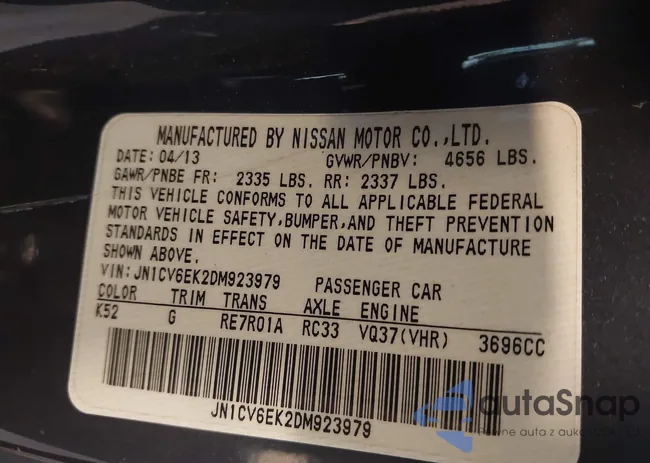 MANUFACTURED BY NISSAN MOTOR CO.,LTD.
DATE: 04/13 GVWR/PNBV: 4656 LBS.
GAWR/PNBE FR: 2335 LBS. RR: 2337 LBS.
THIS VEHICLE CONFORMS TO ALL APPLICABLE FEDERAL
MOTOR VEHICLE SAFETY,BUMPER,AND THEFT PREVENTION
STANDARDS IN EFFECT ON THE DATE OF MANUFACTURE
SHOWN ABOVE.
VIN: JN1CV6EK2DM923979 PASSENGER CAR
COLOR TRIM TRANS AXLE ENGINE
K52 G RE7R01A RC33 VQ37(VHR) 3696CC
JN1CV6EK2DM923979
autoSnap
Pewne auta z aukcji